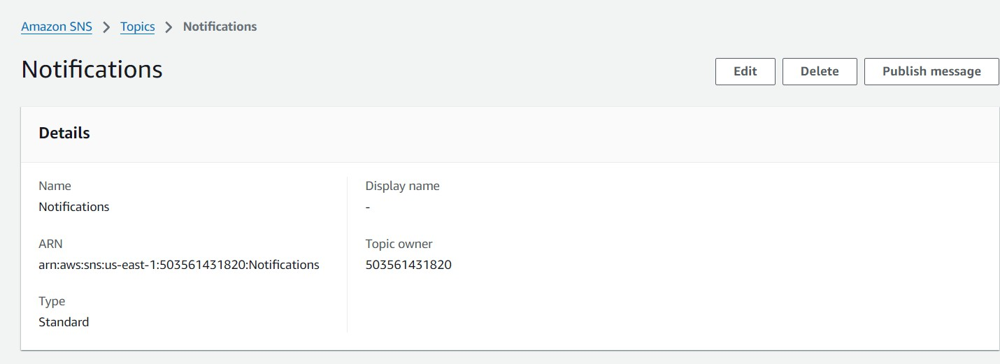 Amazon SNS > Topics > Notifications
Notifications
Edit Delete Publish message
Details
Name
Notifications
Display name
-
ARN
arn:aws:sns:us-east-1:503561431820:Notifications
Topic owner
503561431820
Type
Standard